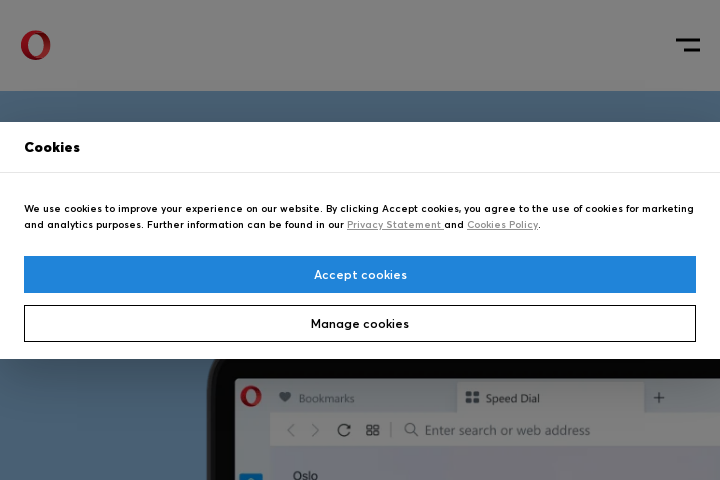 Cookies
We use cookies to improve your experience on our website. By clicking Accept cookies, you agree to the use of cookies for marketing
and analytics purposes. Further information can be found in our Privacy Statement and Cookies Policy.
Accept cookies
Manage cookies
Bookmarks
Speed Dial
Enter search or web address
Oslo